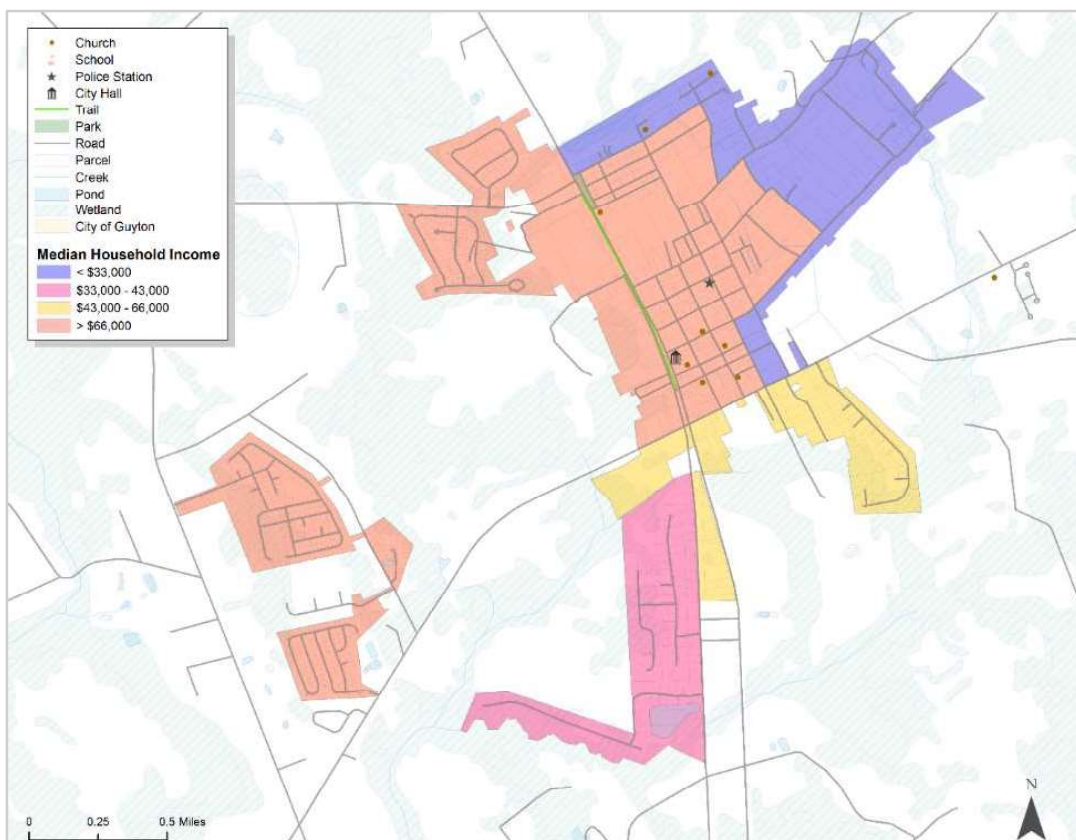 Church
School
Police Station
City Hall
Trail
Park
Road
Parcel
Creek
Pond
Wetland
City of Guyton
Median Household Income
< $33,000
$33,000 - 43,000
$43,000 - 66,000
> $66,000
N
0 0.25 0.5 Miles